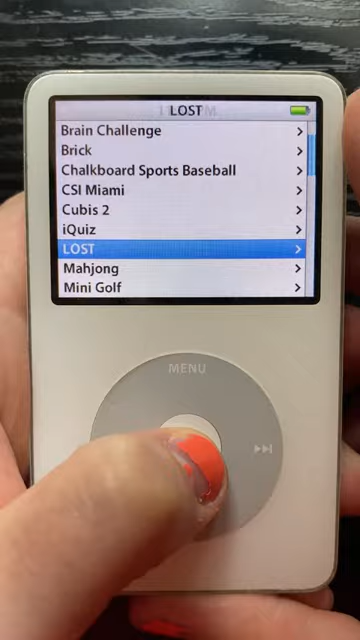 LOST
Brain Challenge
Brick
Chalkboard Sports Baseball
CSI Miami
Cubis 2
iQuiz
LOST
Mahjong
Mini Golf
MENU